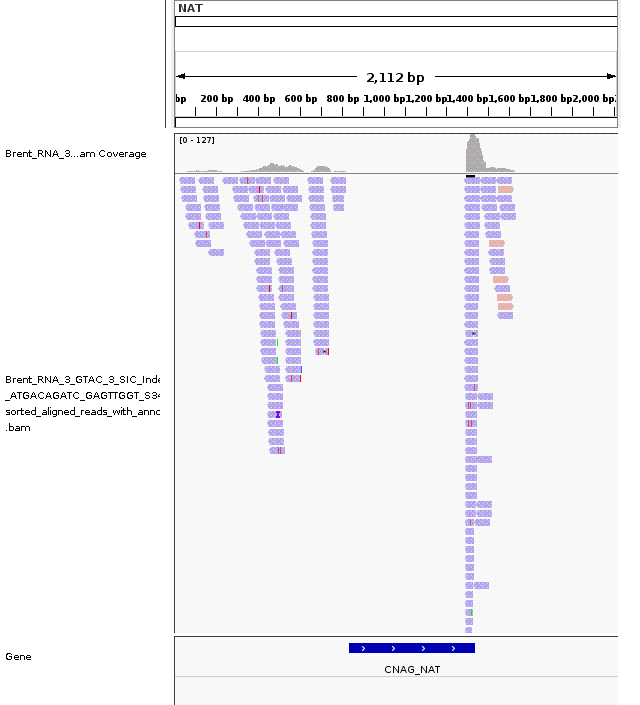 NAT
2,112 bp
bp 200 bp 400 bp 600 bp 800 bp 1,000 bp 1,200 bp 1,400 bp 1,600 bp 1,800 bp 2,000 bp
Brent_RNA_3...am Coverage
[0 - 127]
Brent_RNA_3_GTAC_3_SIC_Inde
_ATGACAGATC_GAGTTGGT_S3
sorted_aligned_reads_with_anno
.bam
Gene
CNAG_NAT